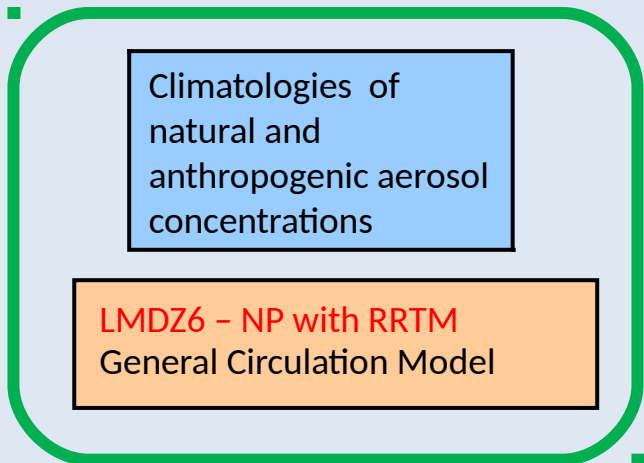 Climatologies  of
natural and
anthropogenic aerosol
concentrations
LMDZ6 – NP with RRTM
General Circulation Model